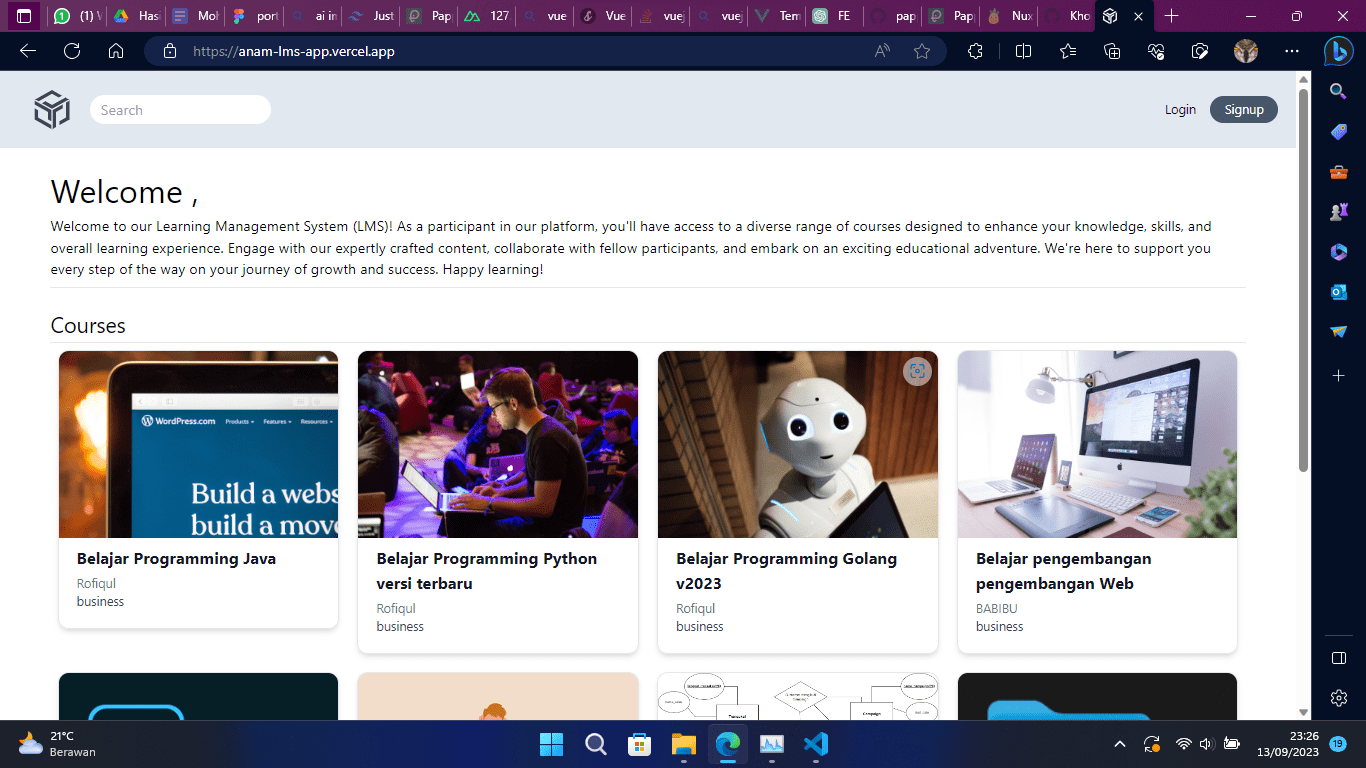 (1) W
Has
Mol
port
ai in
Just
Pap
127.
vue
Vue
vuej
vuej
Tem
FE
pap
Pap
Nux
Kho
https://anam-lms-app.vercel.app
Search
Login
Signup
Welcome ,
Welcome to our Learning Management System (LMS)! As a participant in our platform, you'll have access to a diverse range of courses designed to enhance your knowledge, skills, and
overall learning experience. Engage with our expertly crafted content, collaborate with fellow participants, and embark on an exciting educational adventure. We're here to support you
every step of the way on your journey of growth and success. Happy learning!
Courses
WordPress.com Products Features Resources
Build a webs
build a move
Belajar Programming Java
Rofiqul
business
Belajar Programming Python
versi terbaru
Rofiqul
business
Belajar Programming Golang
v2023
Rofiqul
business
Belajar pengembangan
pengembangan Web
BABIBU
business
Campaign
21°C
Berawan
23:26
13/09/2023
19